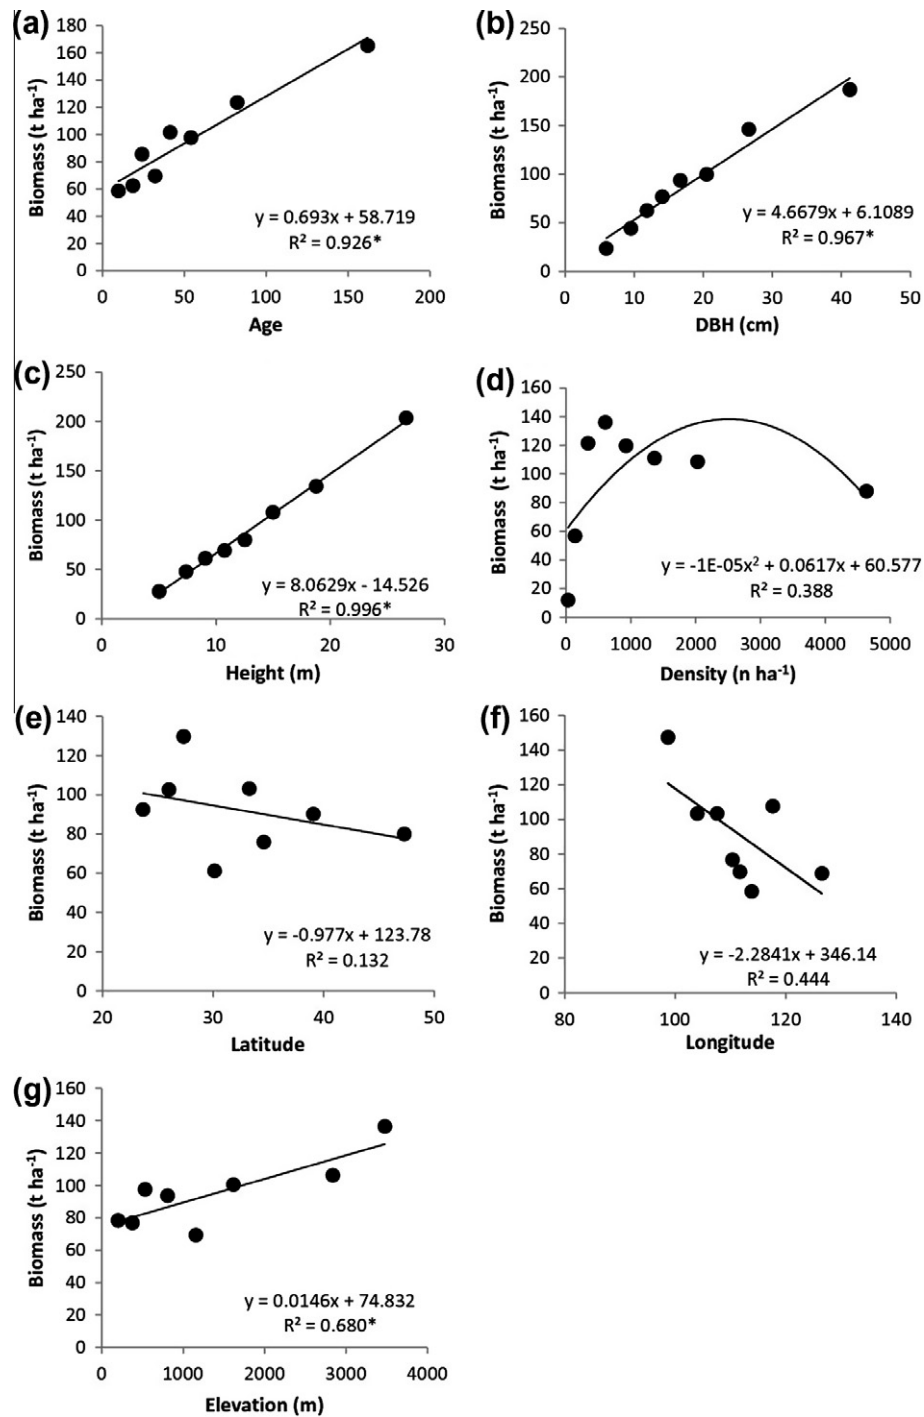 (a)
180
160
140
120
100
80
60
40
20
0
Biomass (t ha-1)
y = 0.693x + 58.719
R² = 0.926*
0 50 100 150 200
Age
(b)
250
200
150
100
50
0
Biomass (t ha-1)
y = 4.6679x + 6.1089
R² = 0.967*
0 10 20 30 40 50
DBH (cm)
(c)
250
200
150
100
50
0
Biomass (t ha-1)
y = 8.0629x - 14.526
R² = 0.996*
0 10 20 30
Height (m)
(d)
160
140
120
100
80
60
40
20
0
Biomass (t ha-1)
y = -1E-05x² + 0.0617x + 60.577
R² = 0.388
0 1000 2000 3000 4000 5000
Density (n ha-1)
(e)
140
120
100
80
60
40
20
0
Biomass (t ha-1)
y = -0.977x + 123.78
R² = 0.132
20 30 40 50
Latitude
(f)
160
140
120
100
80
60
40
20
0
Biomass (t ha-1)
y = -2.2841x + 346.14
R² = 0.444
80 100 120 140
Longitude
(g)
160
140
120
100
80
60
40
20
0
Biomass (t ha-1)
y = 0.0146x + 74.832
R² = 0.680*
0 1000 2000 3000 4000
Elevation (m)